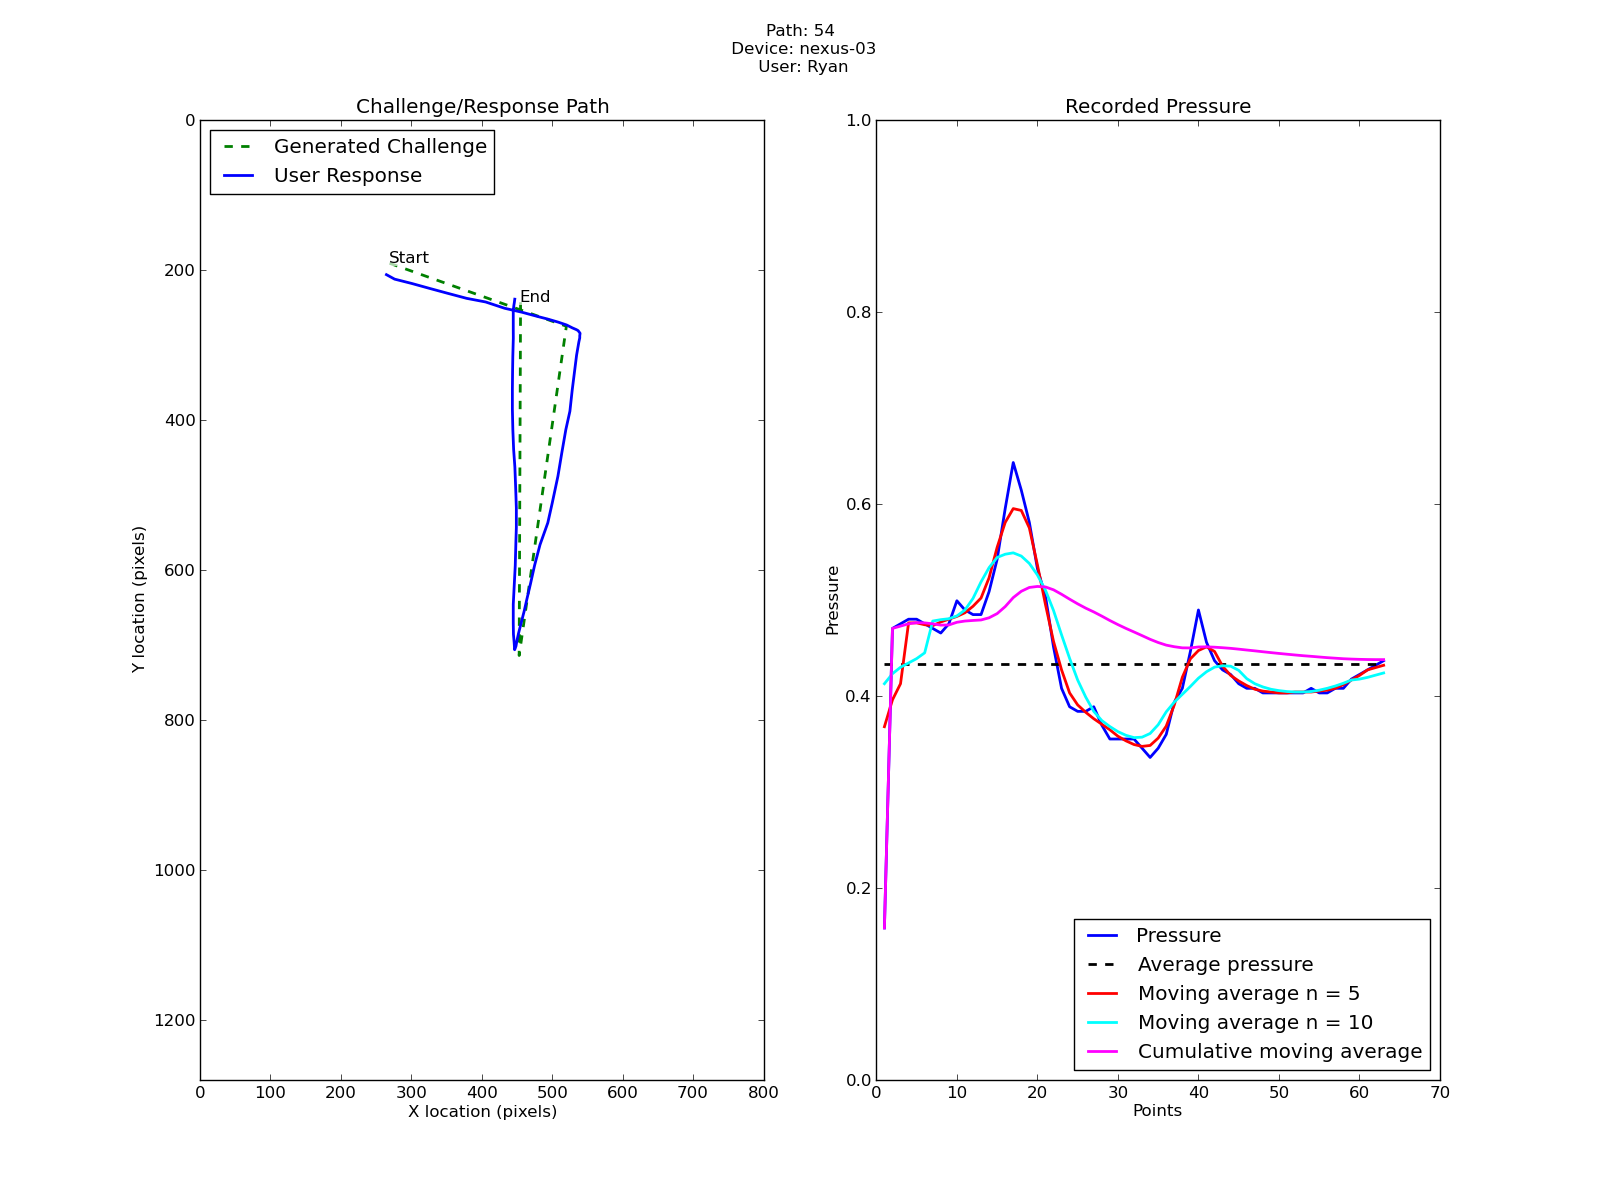 Path: 54
Device: nexus-03
User: Ryan
Challenge/Response Path
Generated Challenge
User Response
Start
End
0
200
400
600
800
1000
1200
Y location (pixels)
0 100 200 300 400 500 600 700 800
X location (pixels)
Recorded Pressure
1.0
0.8
0.6
0.4
0.2
0.0
Pressure
Pressure
Average pressure
Moving average n = 5
Moving average n = 10
Cumulative moving average
0 10 20 30 40 50 60 70
Points